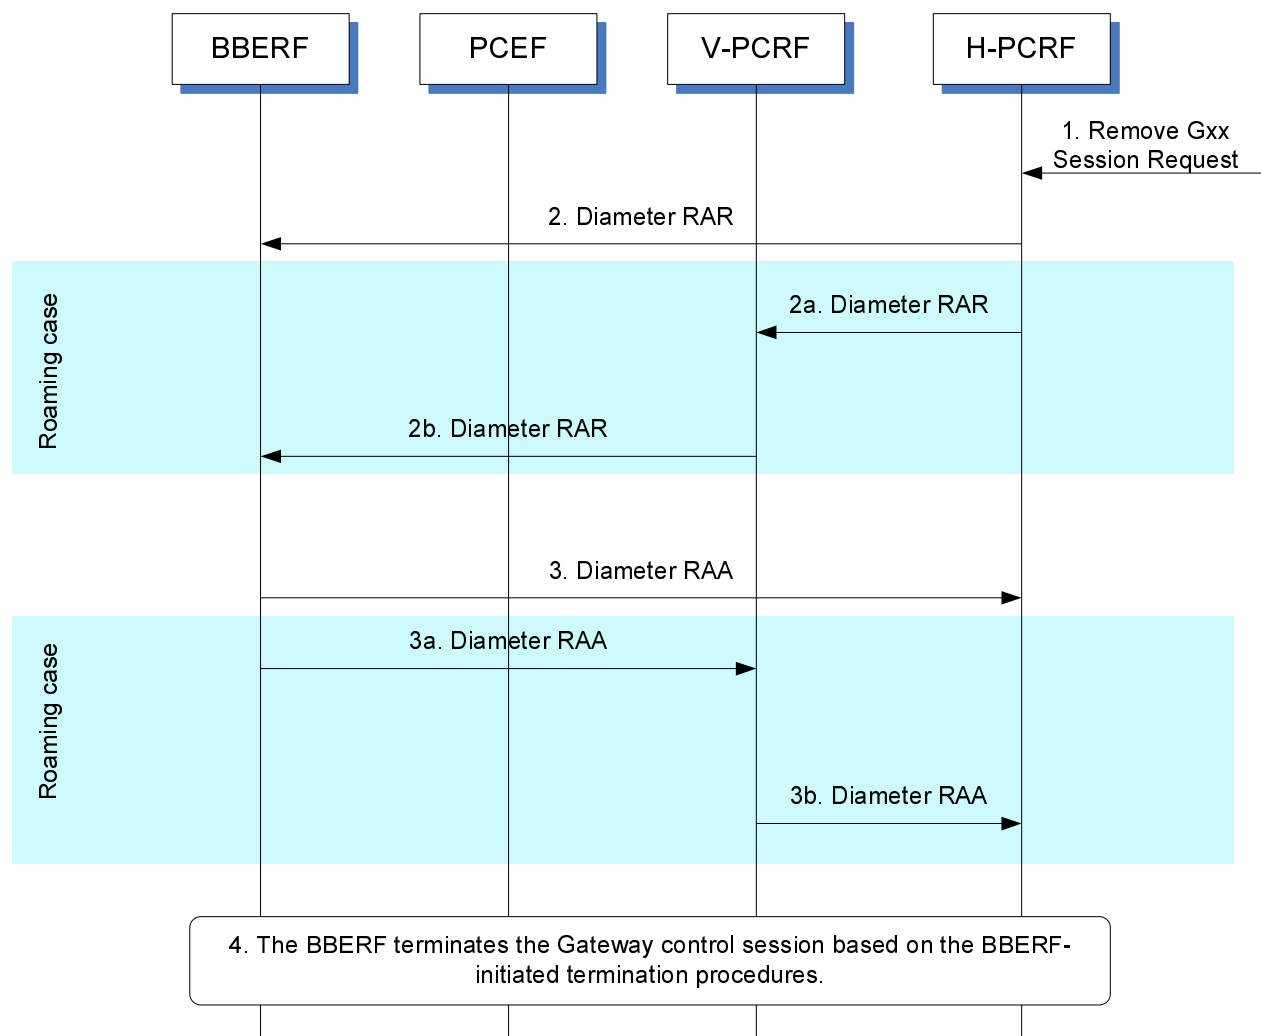 BBERF
PCEF
V-PCRF
H-PCRF
1. Remove Gxx
Session Request
2. Diameter RAR
Roaming case
2a. Diameter RAR
2b. Diameter RAR
3. Diameter RAA
Roaming case
3a. Diameter RAA
3b. Diameter RAA
4. The BBERF terminates the Gateway control session based on the BBERF-
initiated termination procedures.